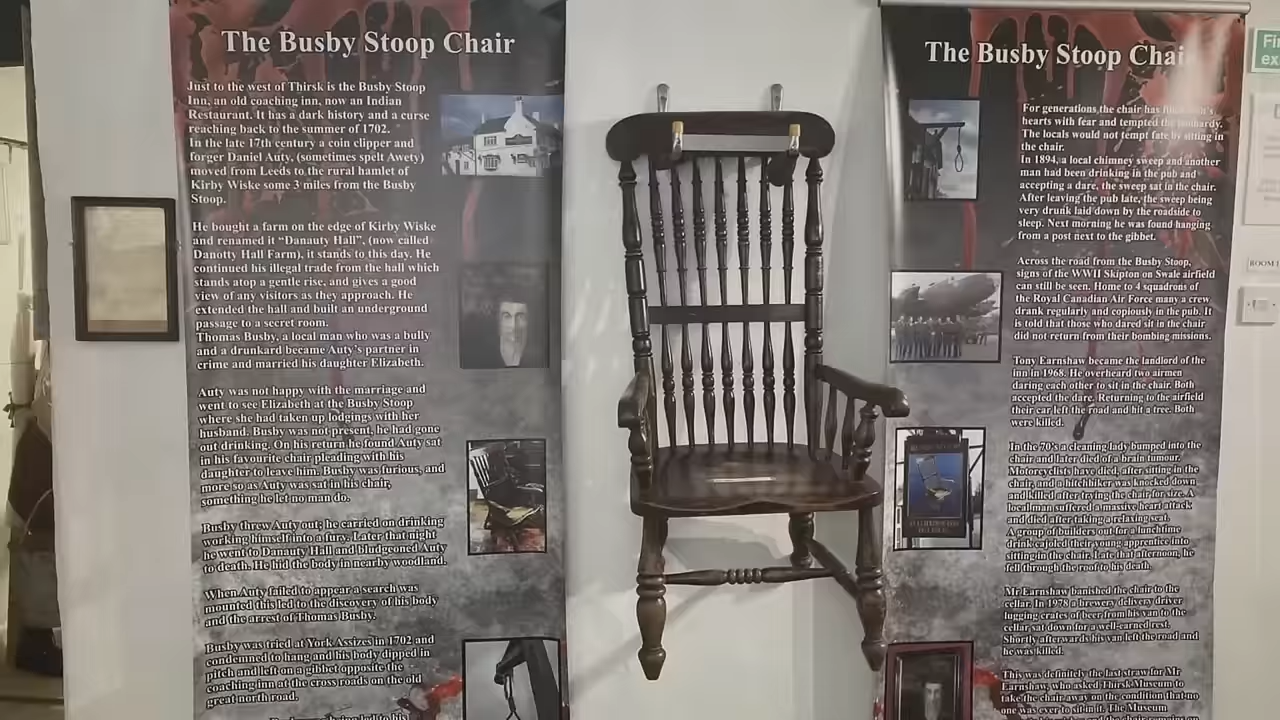 The Busby Stoop Chair
Just to the west of Thirsk is the Busby Stoop
Inn, an old coaching inn, now an Indian
Restaurant. It has a dark history and a curse
reaching back to the summer of 1702.
In the late 17th century a coin clipper and
forger Daniel Auty, (sometimes spelt Awety)
moved from Leeds to the rural hamlet of
Kirby Wiske some 3 miles from the Busby
Stoop.
He bought a farm on the edge of Kirby Wiske
and renamed it “Danauty Hall”, (now called
Danotty Hall Farm), it stands to this day. He
continued his illegal trade from the hall which
stands atop a gentle rise, and gives a good
view of any visitors as they approach. He
extended the hall and built an underground
passage to a secret room.
Thomas Busby, a local man who was a bully
and a drunkard became Auty's partner in
crime and married his daughter Elizabeth.
Auty was not happy with the marriage and
went to see Elizabeth at the Busby Stoop
where she had taken up lodgings with her
husband. Busby was not present, he had gone
out drinking. On his return he found Auty sat
in his favourite chair pleading with his
daughter to leave him. Busby was furious, and
more so as Auty was sat in his chair,
something he let no man do.
Busby threw Auty out; he carried on drinking
working himself into a fury. Later that night
he went to Danauty Hall and bludgeoned Auty
to death. He hid the body in nearby woodland.
When Auty failed to appear a search was
mounted this led to the discovery of his body
and the arrest of Thomas Busby.
Busby was tried at York Assizes in 1702 and
condemned to hang and his body dipped in
pitch and left on a gibbet opposite the
coaching inn at the cross roads on the old
great north road.
being led to his
The Busby Stoop Chair
For generations the chair has
hearts with fear and tempted the
The locals would not tempt fate by sitting in
the chair.
In 1894, a local chimney sweep and another
man had been drinking in the pub and
accepting a dare, the sweep sat in the chair.
After leaving the pub late, the sweep being
very drunk laid down by the roadside to
sleep. Next morning he was found hanging
from a post next to the gibbet.
Across the road from the Busby Stoop,
signs of the WWII Skipton on Swale airfield
can still be seen. Home to 4 squadrons of
the Royal Canadian Air Force many a crew
drank regularly and copiously in the pub. It
is told that those who dared sit in the chair
did not return from their bombing missions.
Tony Earnshaw became the landlord of the
inn in 1968. He overheard two airmen
daring each other to sit in the chair. Both
accepted the dare. Returning to the airfield
their car left the road and hit a tree. Both
were killed.
In the 70's a cleaning lady bumped into the
chair and later died of a brain tumour.
Motorcyclists have died, after sitting in the
chair, and a hitchhiker was knocked down
and killed after trying the chair for size. A
local man suffered a massive heart attack
and died after taking a relaxing seat.
A group of builders out for a lunchtime
drink cajoled their young apprentice into
sitting in the chair. Late that afternoon, he
fell through the roof to his death.
Mr Earnshaw banished the chair to the
cellar. In 1978 a brewery delivery driver
lugging crates of beer from his van to the
cellar sat down for a well-earned rest.
Shortly afterwards his van left the road and
he was killed.
This was definitely the last straw for Mr
Earnshaw, who asked Thirsk Museum to
take the chair away on the condition that no
one was ever to sit in it. The Museum
the chair remains on
Fir
ex
ROOM